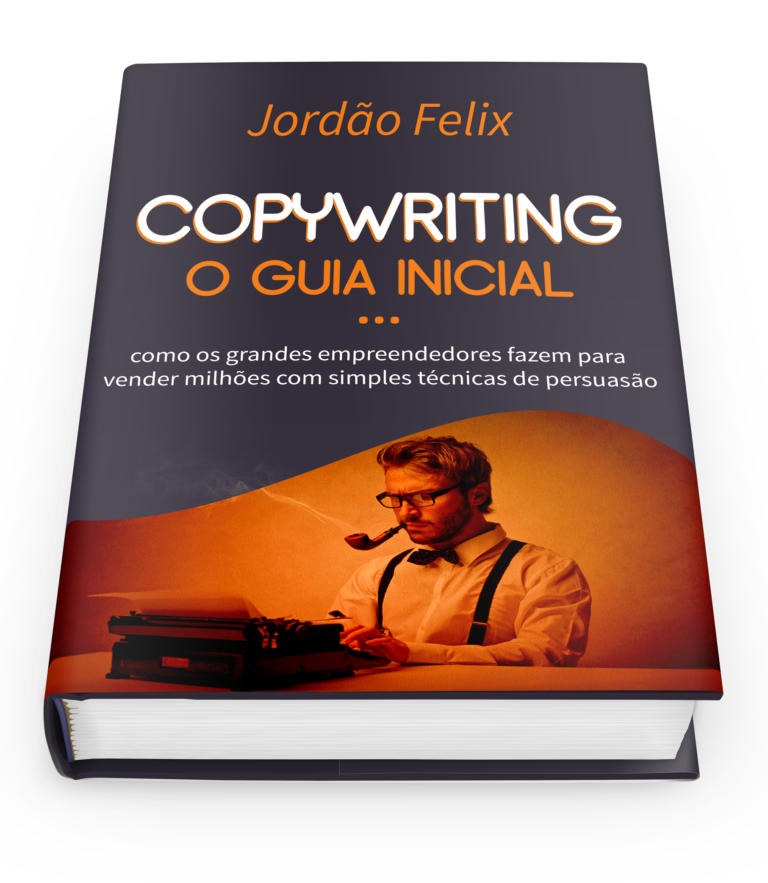 Jordão Felix
COPYWRITING
O GUIA INICIAL
...
como os grandes empreendedores fazem para
vender milhões com simples técnicas de persuasão